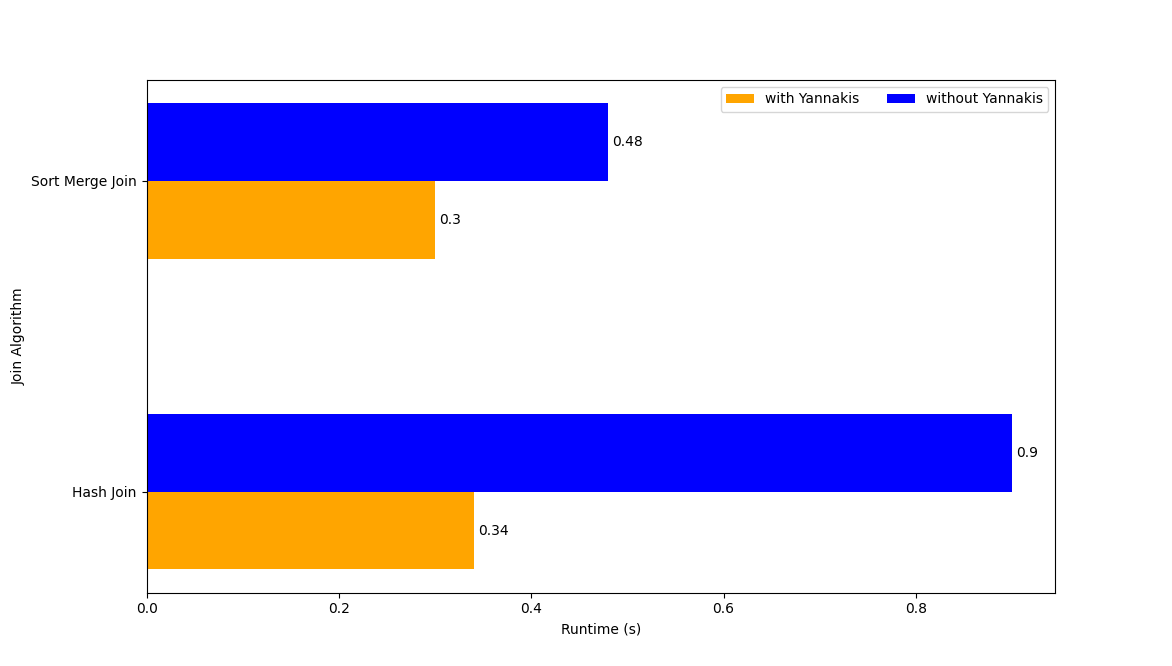 with Yannakis
without Yannakis
0.48
Sort Merge Join
0.3
Join Algorithm
0.9
Hash Join
0.34
0.0
0.2
0.4
0.6
0.8
Runtime (s)